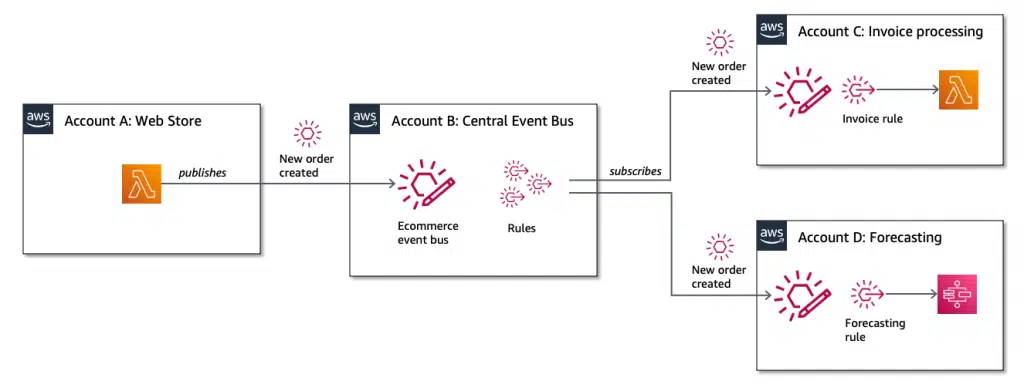 aws
Account A: Web Store
publishes
New order
created
aws
Account B: Central Event Bus
Ecommerce
event bus
Rules
subscribes
New order
created
aws
Account C: Invoice processing
Invoice rule
New order
created
aws
Account D: Forecasting
Forecasting
rule